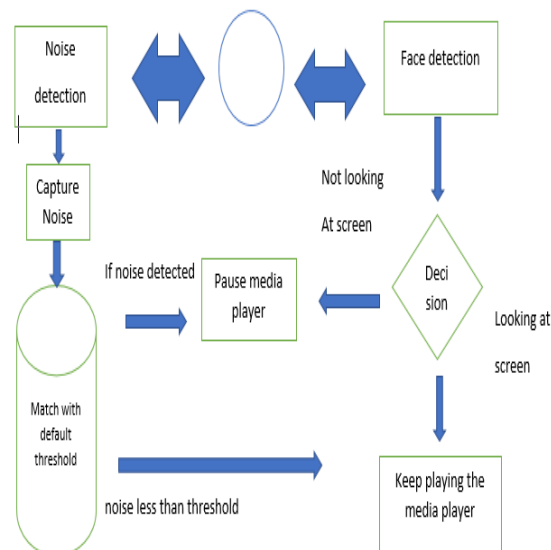 Noise
detection
Face detection
Capture
Noise
Not looking
At screen
If noise detected
Pause media
player
Deci
sion
Looking at
screen
Match with
default
threshold
noise less than threshold
Keep playing the
media player